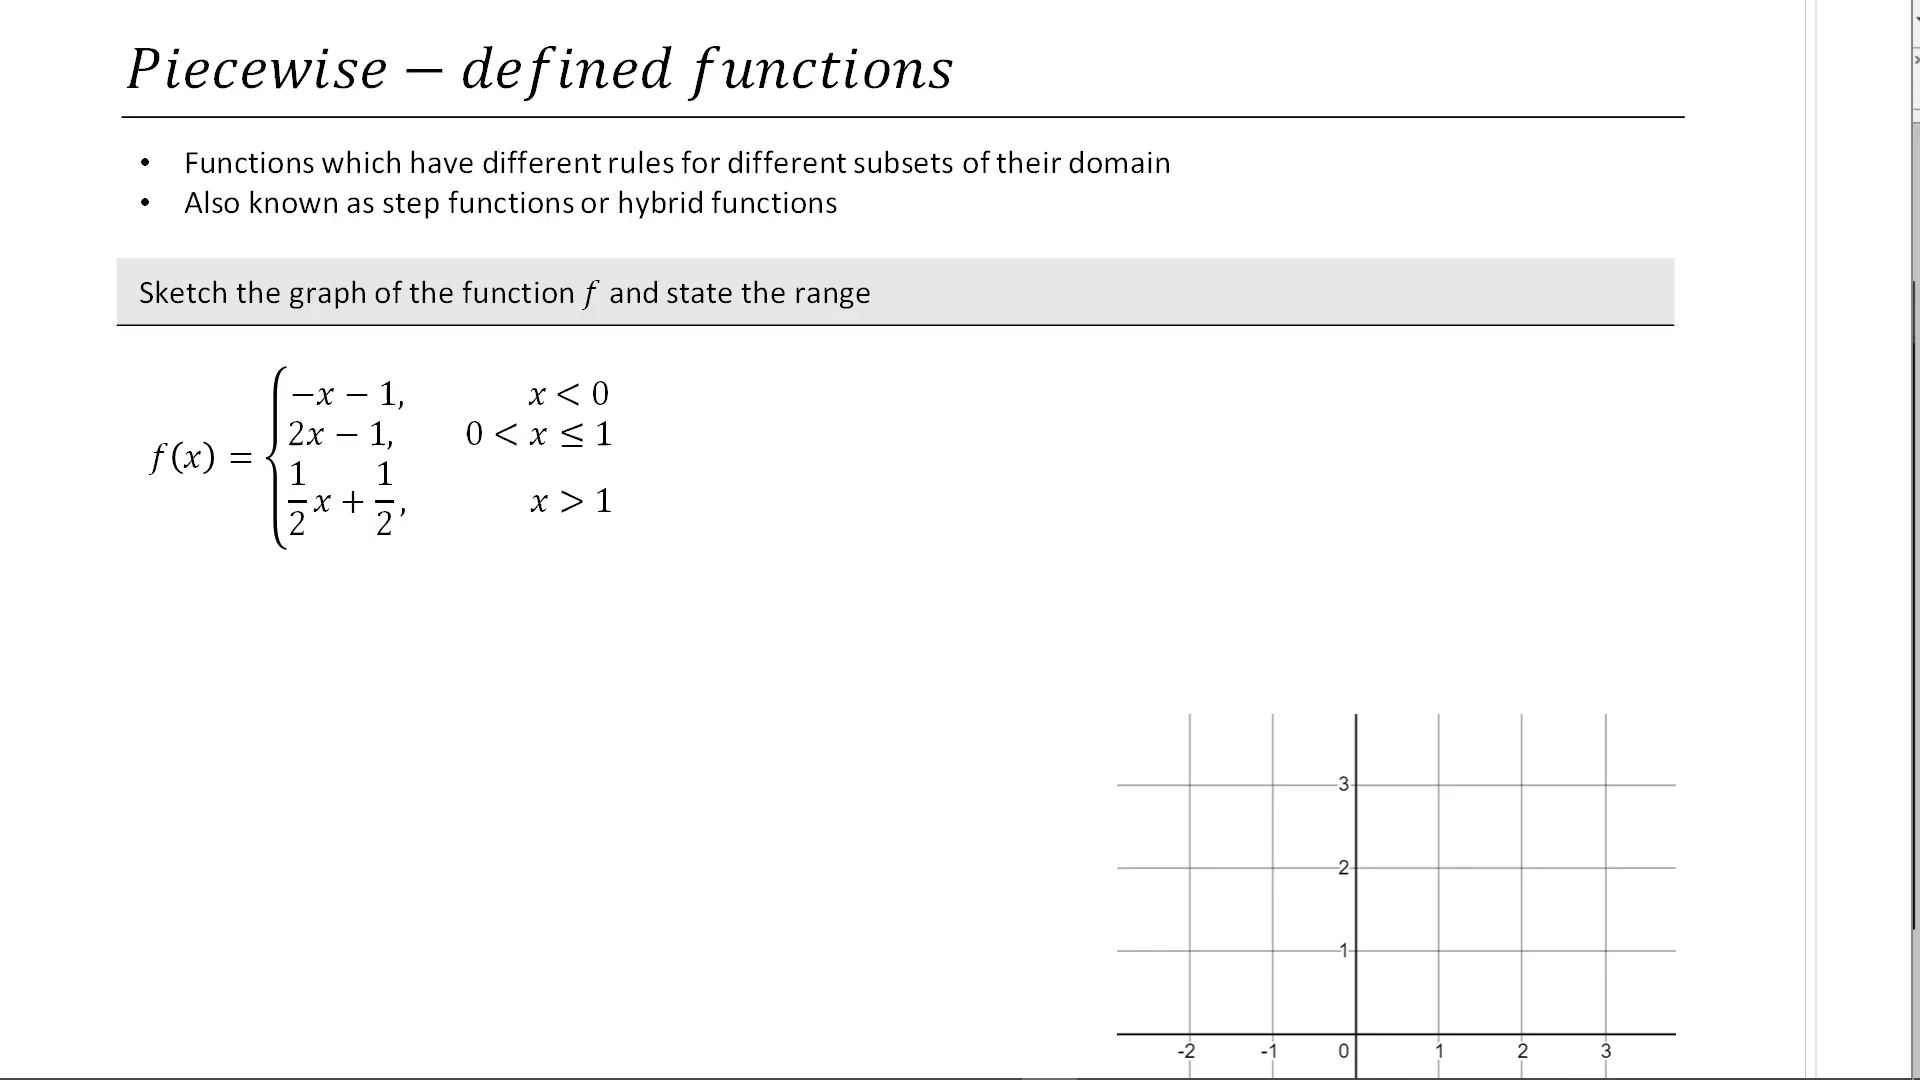 Piecewise − defined functions
• Functions which have different rules for different subsets of their domain
• Also known as step functions or hybrid functions
Sketch the graph of the function f and state the range
f(x) = {
−x − 1, x < 0
2x − 1, 0 < x ≤ 1
1/2 x + 1/2, x > 1
3
2
1
-2 -1 0 1 2 3